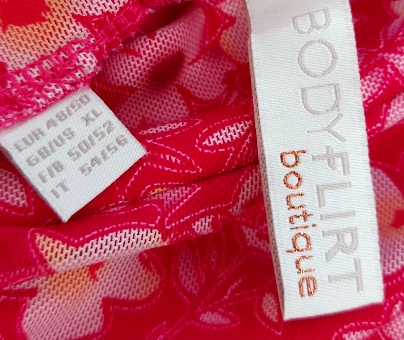 EUR 48/50
GB/US XL
F/B 50/52
IT 54/56
BODYFLIRT
boutique